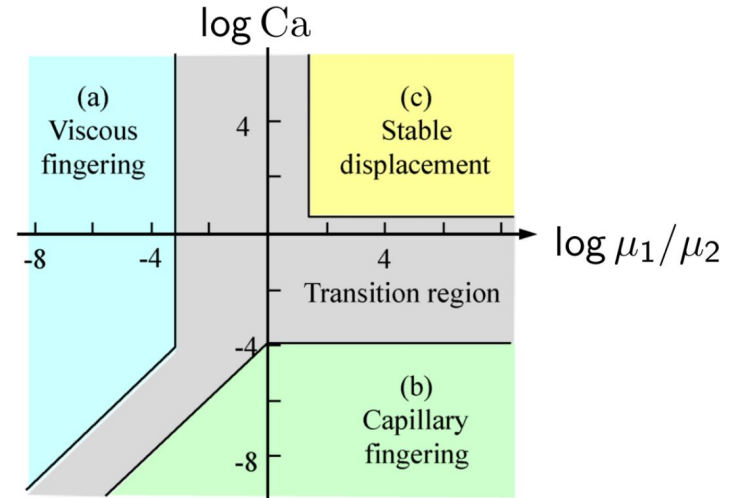 log Ca
(a)
Viscous
fingering
(c)
Stable
displacement
4
-8
-4
4
log μ₁/μ₂
Transition region
-4
(b)
Capillary
fingering
-8